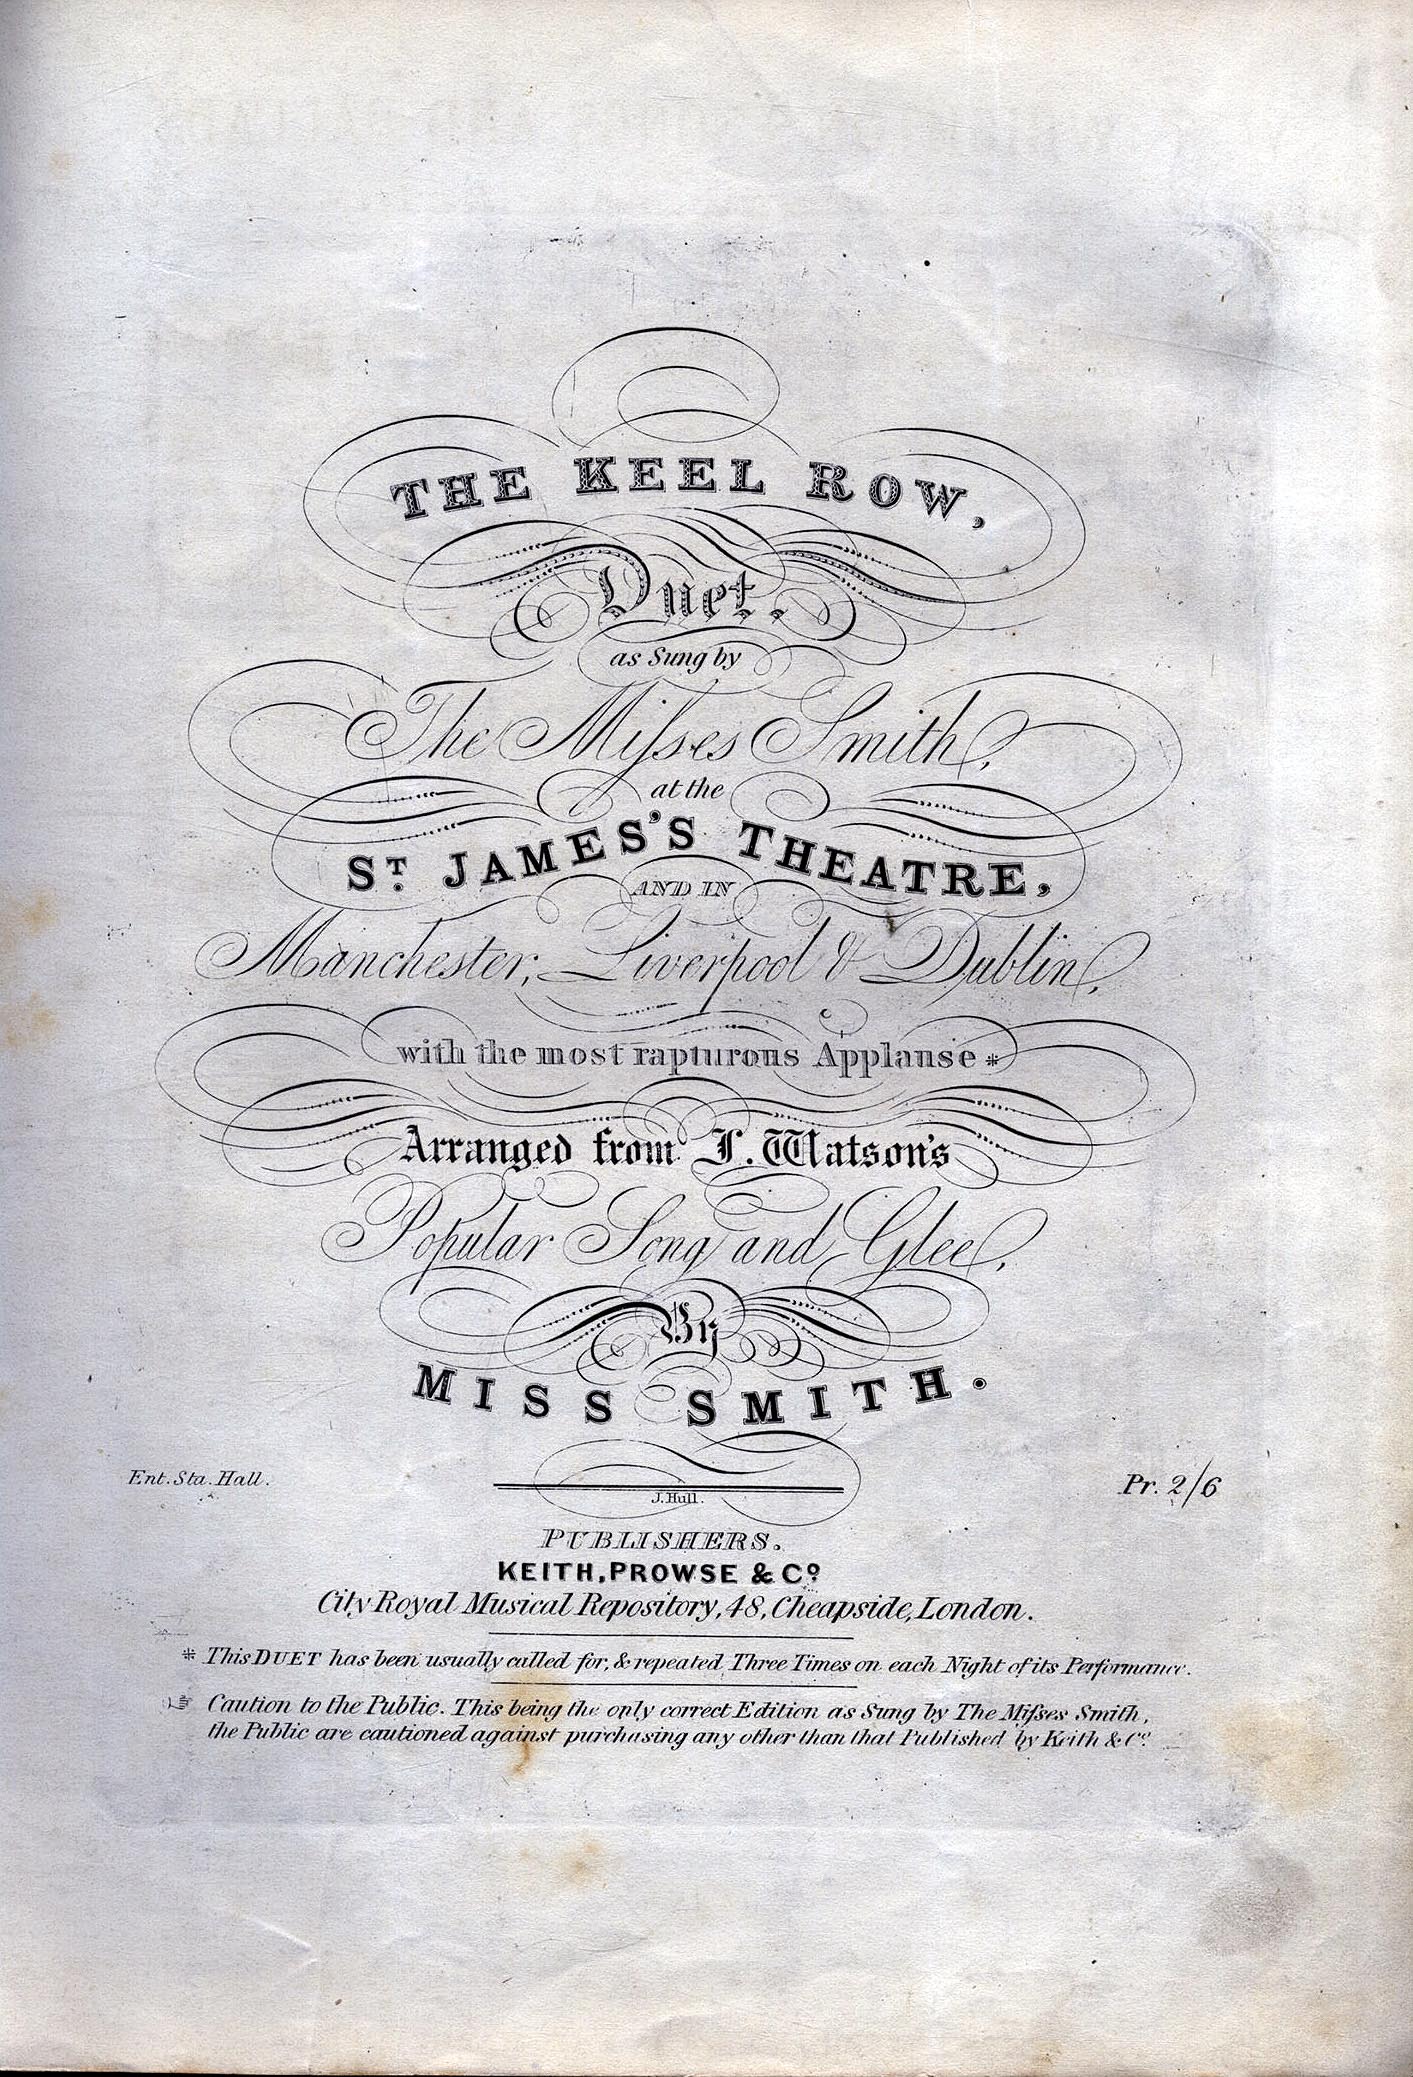 THE KEEL ROW,
Duet.
as Sung by
The Miſses Smith,
at the
ST. JAMES'S THEATRE,
AND IN
Manchester, Liverpool & Dublin,
with the most rapturous Applause *
Arranged from J. Watson's
Popular Song and Glee,
By
MISS SMITH.
Ent. Sta. Hall.
Pr. 2/6
J. Hull.
PUBLISHERS.
KEITH, PROWSE & Co.
City Royal Musical Repository, 48, Cheapside, London.
* This DUET has been usually called for, & repeated Three Times on each Night of its Performance.
☞ Caution to the Public. This being the only correct Edition as Sung by The Miſses Smith,
the Public are cautioned against purchasing any other than that Published by Keith & Co.